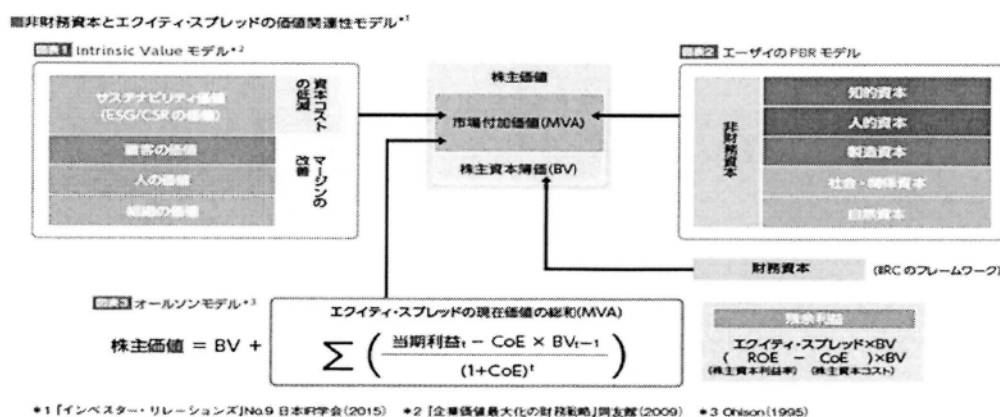 ■非財務資本とエクイティ・スプレッドの価値関連性モデル*1
図表1 Intrinsic Value モデル*2
サステナビリティ価値
(ESG/CSRの価値)
顧客の価値
人の価値
組織の価値
資本コスト
の低減
マージンの
改善
株主価値
市場付加価値(MVA)
株主資本簿価(BV)
図表2 エーザイのPBRモデル
非財務資本
知的資本
人的資本
製造資本
社会・関係資本
自然資本
財務資本
(IIRCのフレームワーク)
図表3 オールソンモデル*3
株主価値 = BV +
エクイティ・スプレッドの現在価値の総和(MVA)
∑ ( 当期利益t − CoE × BVt−1 )
(1+CoE)t
残余利益
エクイティ・スプレッド×BV
( ROE − CoE )×BV
(株主資本利益率) (株主資本コスト)
*1 『インベスター・リレーションズ』No.9 日本IR学会(2015) *2 『企業価値最大化の財務戦略』同友館(2009) *3 Ohlson(1995)